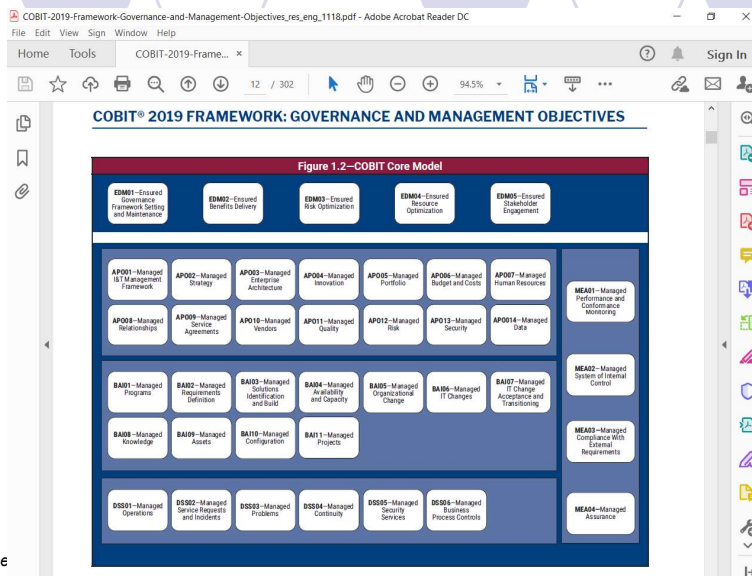 COBIT-2019-Framework-Governance-and-Management-Objectives_res_eng_1118.pdf - Adobe Acrobat Reader DC
File Edit View Sign Window Help
Home Tools COBIT-2019-Frame... × Sign In
12 / 302 94.5%
COBIT® 2019 FRAMEWORK: GOVERNANCE AND MANAGEMENT OBJECTIVES
Figure 1.2—COBIT Core Model
EDM01—Ensured
Governance
Framework Setting
and Maintenance
EDM02—Ensured
Benefits Delivery
EDM03—Ensured
Risk Optimization
EDM04—Ensured
Resource
Optimization
EDM05—Ensured
Stakeholder
Engagement
APO01—Managed
I&T Management
Framework
APO02—Managed
Strategy
APO03—Managed
Enterprise
Architecture
APO04—Managed
Innovation
APO05—Managed
Portfolio
APO06—Managed
Budget and Costs
APO07—Managed
Human Resources
APO08—Managed
Relationships
APO09—Managed
Service
Agreements
APO10—Managed
Vendors
APO11—Managed
Quality
APO12—Managed
Risk
APO13—Managed
Security
APO014—Managed
Data
BAI01—Managed
Programs
BAI02—Managed
Requirements
Definition
BAI03—Managed
Solutions
Identification
and Build
BAI04—Managed
Availability
and Capacity
BAI05—Managed
Organizational
Change
BAI06—Managed
IT Changes
BAI07—Managed
IT Change
Acceptance and
Transitioning
BAI08—Managed
Knowledge
BAI09—Managed
Assets
BAI10—Managed
Configuration
BAI11—Managed
Projects
DSS01—Managed
Operations
DSS02—Managed
Service Requests
and Incidents
DSS03—Managed
Problems
DSS04—Managed
Continuity
DSS05—Managed
Security
Services
DSS06—Managed
Business
Process Controls
MEA01—Managed
Performance and
Conformance
Monitoring
MEA02—Managed
System of Internal
Control
MEA03—Managed
Compliance With
External
Requirements
MEA04—Managed
Assurance